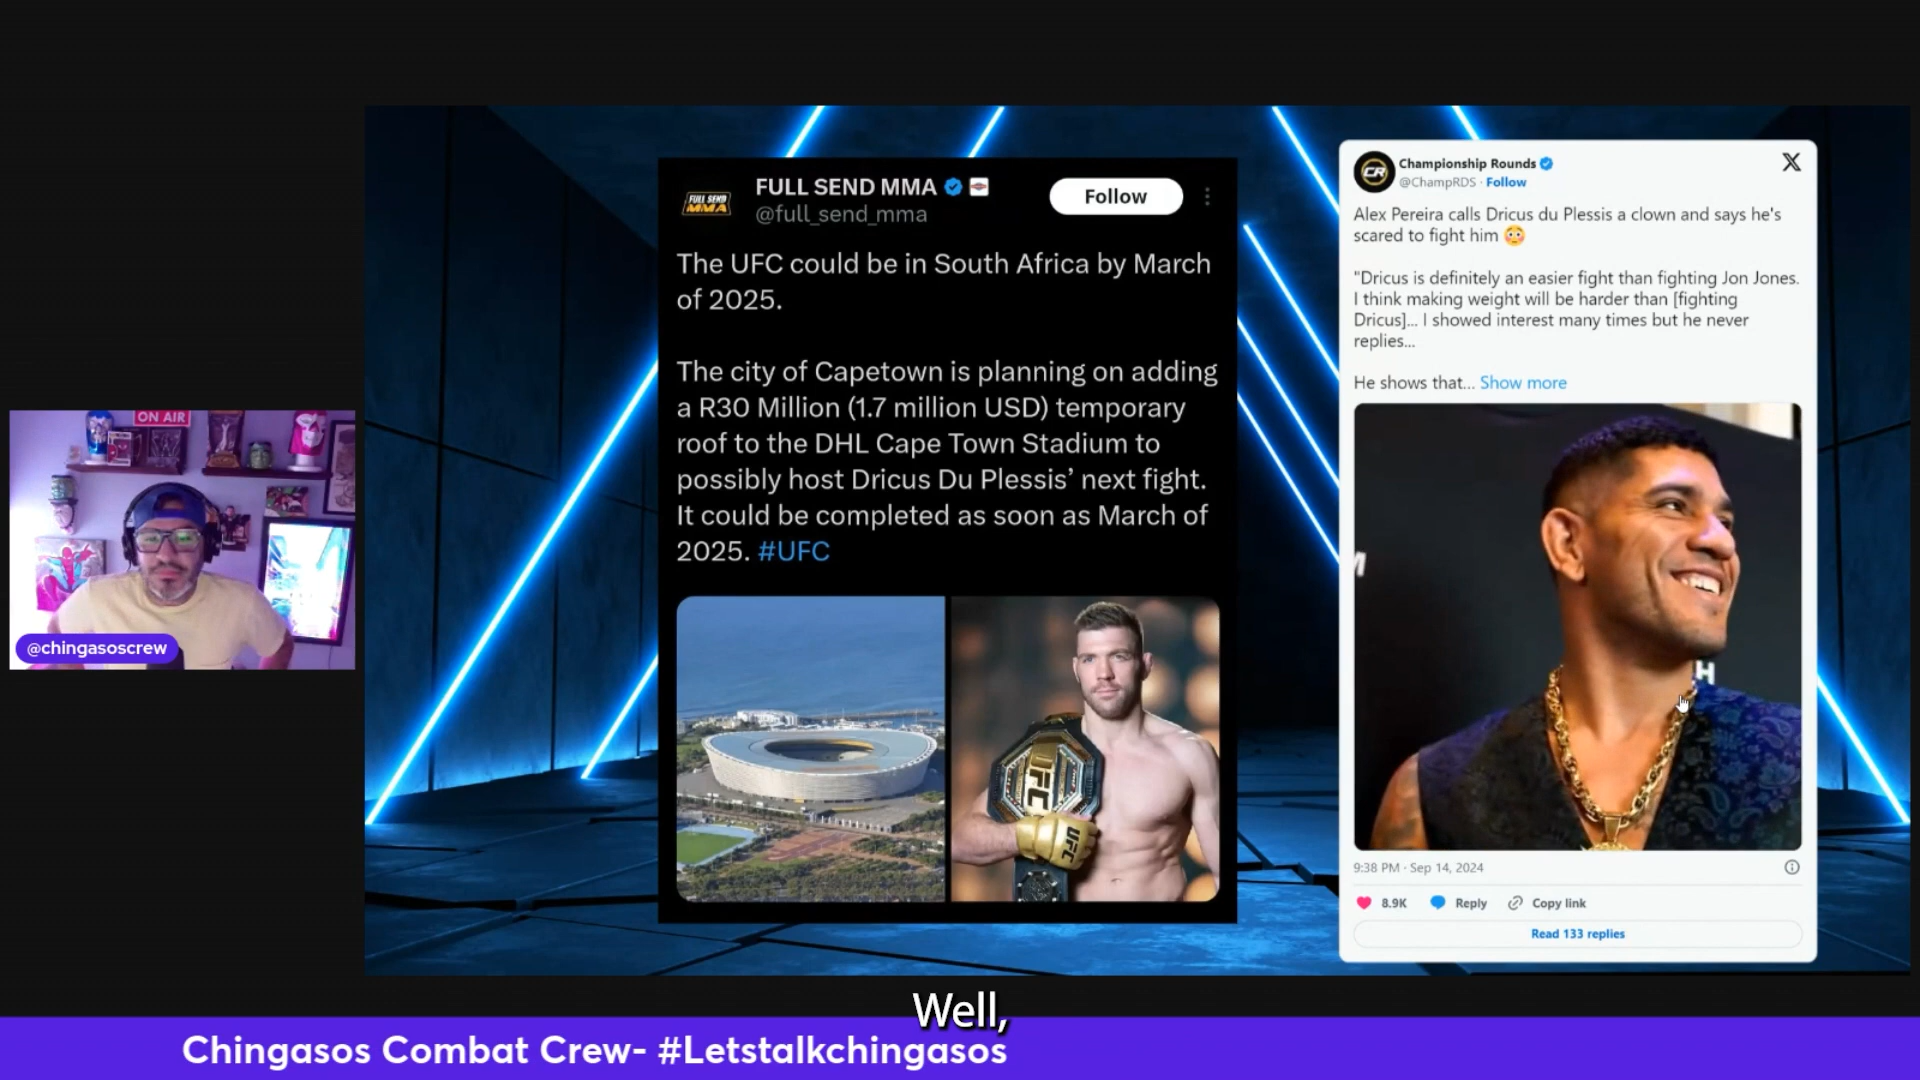 ON AIR
@chingasoscrew
FULL SEND MMA
FULL SEND MMA
@full_send_mma
Follow
The UFC could be in South Africa by March
of 2025.
The city of Capetown is planning on adding
a R30 Million (1.7 million USD) temporary
roof to the DHL Cape Town Stadium to
possibly host Dricus Du Plessis’ next fight.
It could be completed as soon as March of
2025. #UFC
UFC
UFC
CR
Championship Rounds
@ChampRDS · Follow
X
Alex Pereira calls Dricus du Plessis a clown and says he's
scared to fight him
"Dricus is definitely an easier fight than fighting Jon Jones.
I think making weight will be harder than [fighting
Dricus]... I showed interest many times but he never
replies...
He shows that... Show more
M
H
9:38 PM · Sep 14, 2024
8.9K Reply Copy link
Read 133 replies
Well,
Chingasos Combat Crew- #Letstalkchingasos